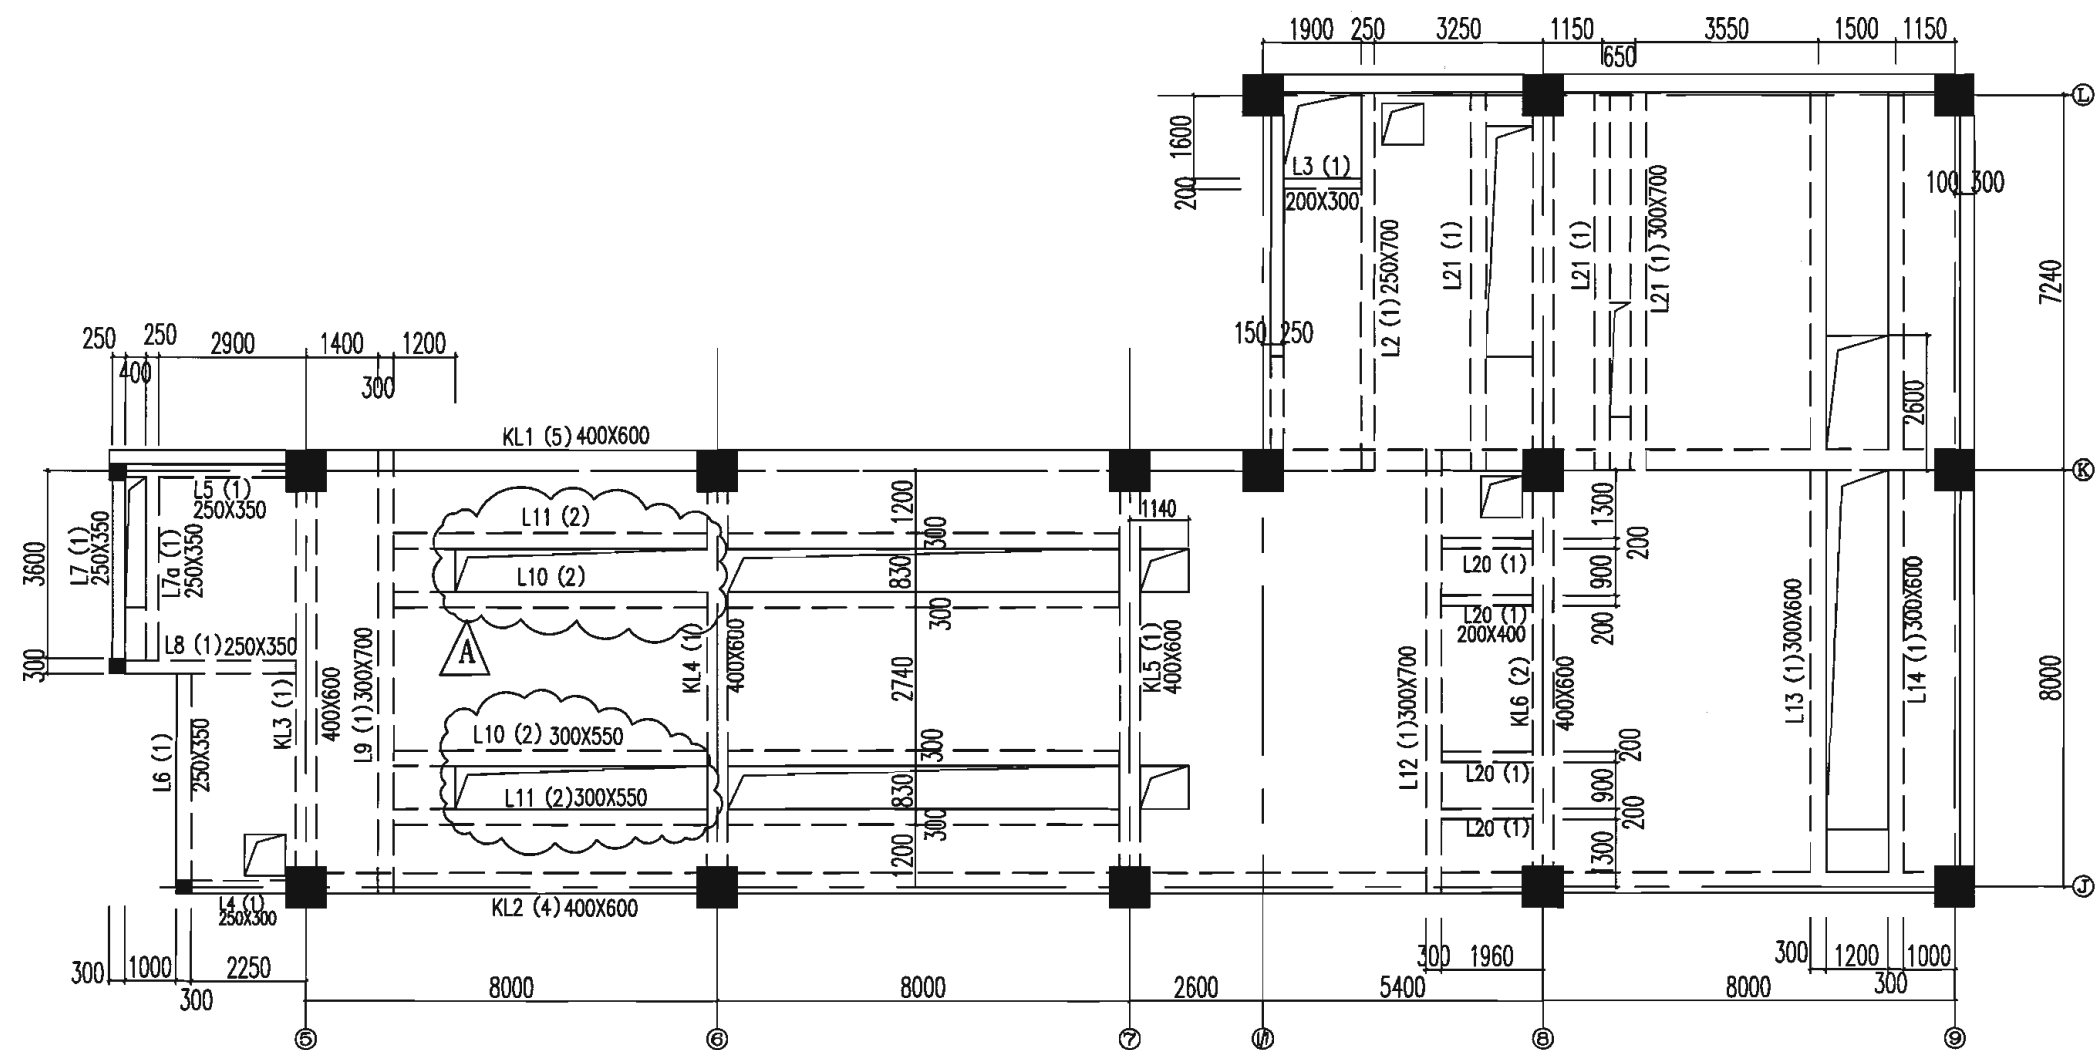 1900 250 3250 1150 650 3550 1500 1150
L
1600
200
L3 (1)
200X300
L2 (1) 250X700
L21 (1)
L21 (1)
L21 (1) 300X700
100 300
7240
150 250
2600
250 400 250 2900 1400 300 1200
KL1 (5) 400X600
K
3600
300
L7 (1)
250X350
L7a (1)
250X350
L5 (1)
250X350
L8 (1) 250X350
L6 (1)
250X350
KL3 (1)
400X600
L9 (1) 300X700
L11 (2)
L10 (2)
A
L10 (2) 300X550
L11 (2) 300X550
KL4 (1)
400X600
1200
300
830
300
2740
300
830
300
1200
1140
KL5 (1)
400X600
L12 (1) 300X700
L20 (1)
L20 (1)
200X400
KL6 (2)
400X600
L20 (1)
L20 (1)
1300
200
900
200
200
900
200
1300
L13 (1) 300X600
L14 (1) 300X600
8000
J
L4 (1)
250X300
KL2 (4) 400X600
300 1000 300 2250
300 1960
300 1200 300 1000
8000 8000 2600 5400 8000
5 6 7 8 9